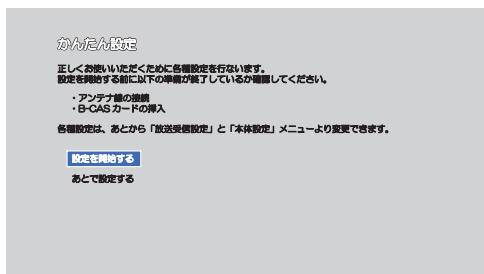 かんたん設定
正しくお使いいただくために各種設定を行ないます。
設定を開始する前に以下の準備が終了しているか確認してください。
・アンテナ線の接続
・B-CASカードの挿入
各種設定は、あとから「放送受信設定」と「本体設定」メニューより変更できます。
設定を開始する
あとで設定する